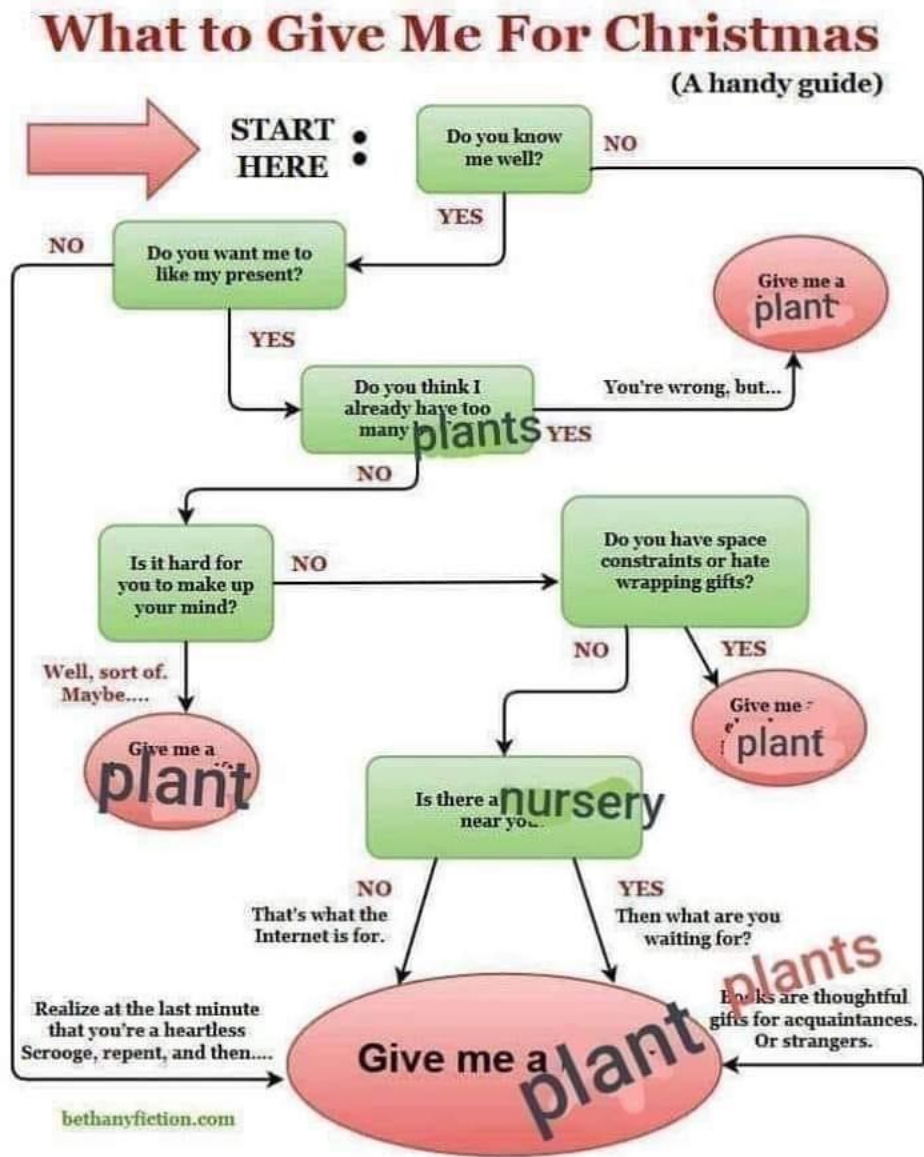 What to Give Me For Christmas
(A handy guide)
START
HERE :
Do you know
me well?
NO
YES
NO
Do you want me to
like my present?
Give me a
plant
YES
Do you think I
already have too
many plants
You're wrong, but...
YES
NO
Is it hard for
you to make up
your mind?
NO
Do you have space
constraints or hate
wrapping gifts?
NO
YES
Well, sort of.
Maybe....
Give me a
plant
Give me
plant
Is there a nursery
near you
NO
That's what the
Internet is for.
YES
Then what are you
waiting for?
plants
Books are thoughtful
gifts for acquaintances.
Or strangers.
Realize at the last minute
that you're a heartless
Scrooge, repent, and then....
Give me a plant
bethanyfiction.com